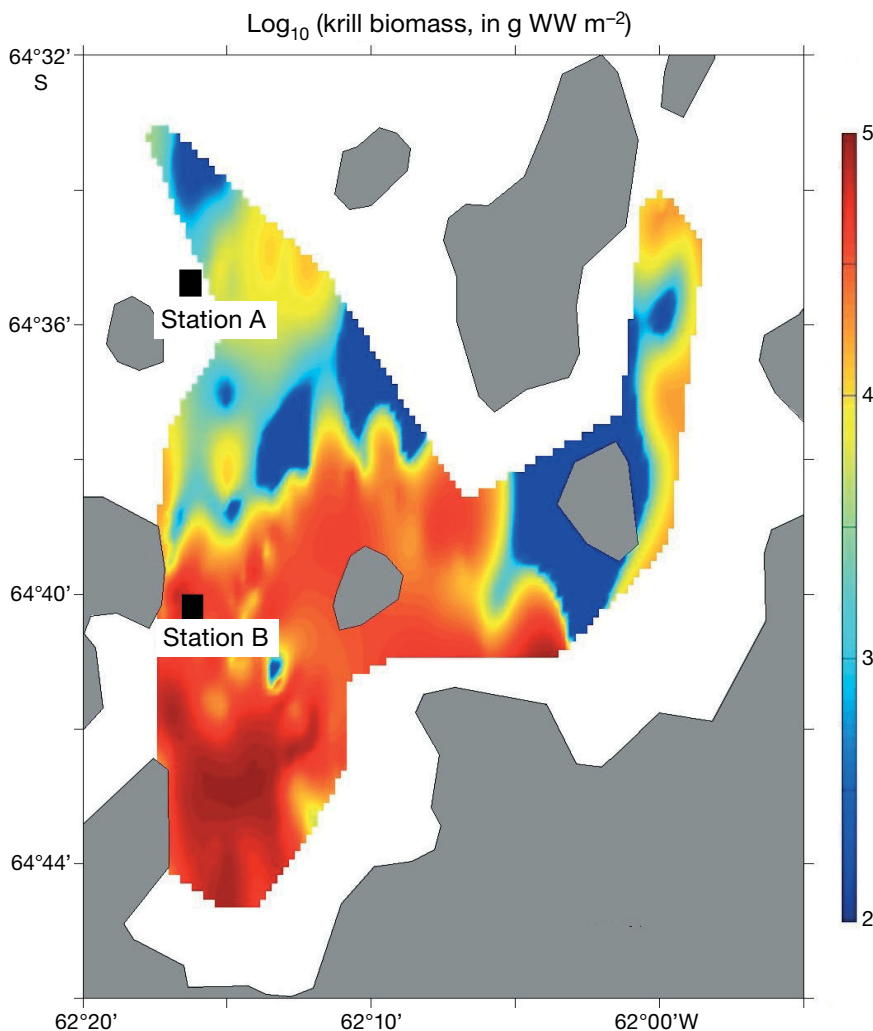 Log₁₀ (krill biomass, in g WW m⁻²)
64°32’
S
5
Station A
64°36’
4
64°40’
Station B
3
64°44’
2
62°20’
62°10’
62°00’W